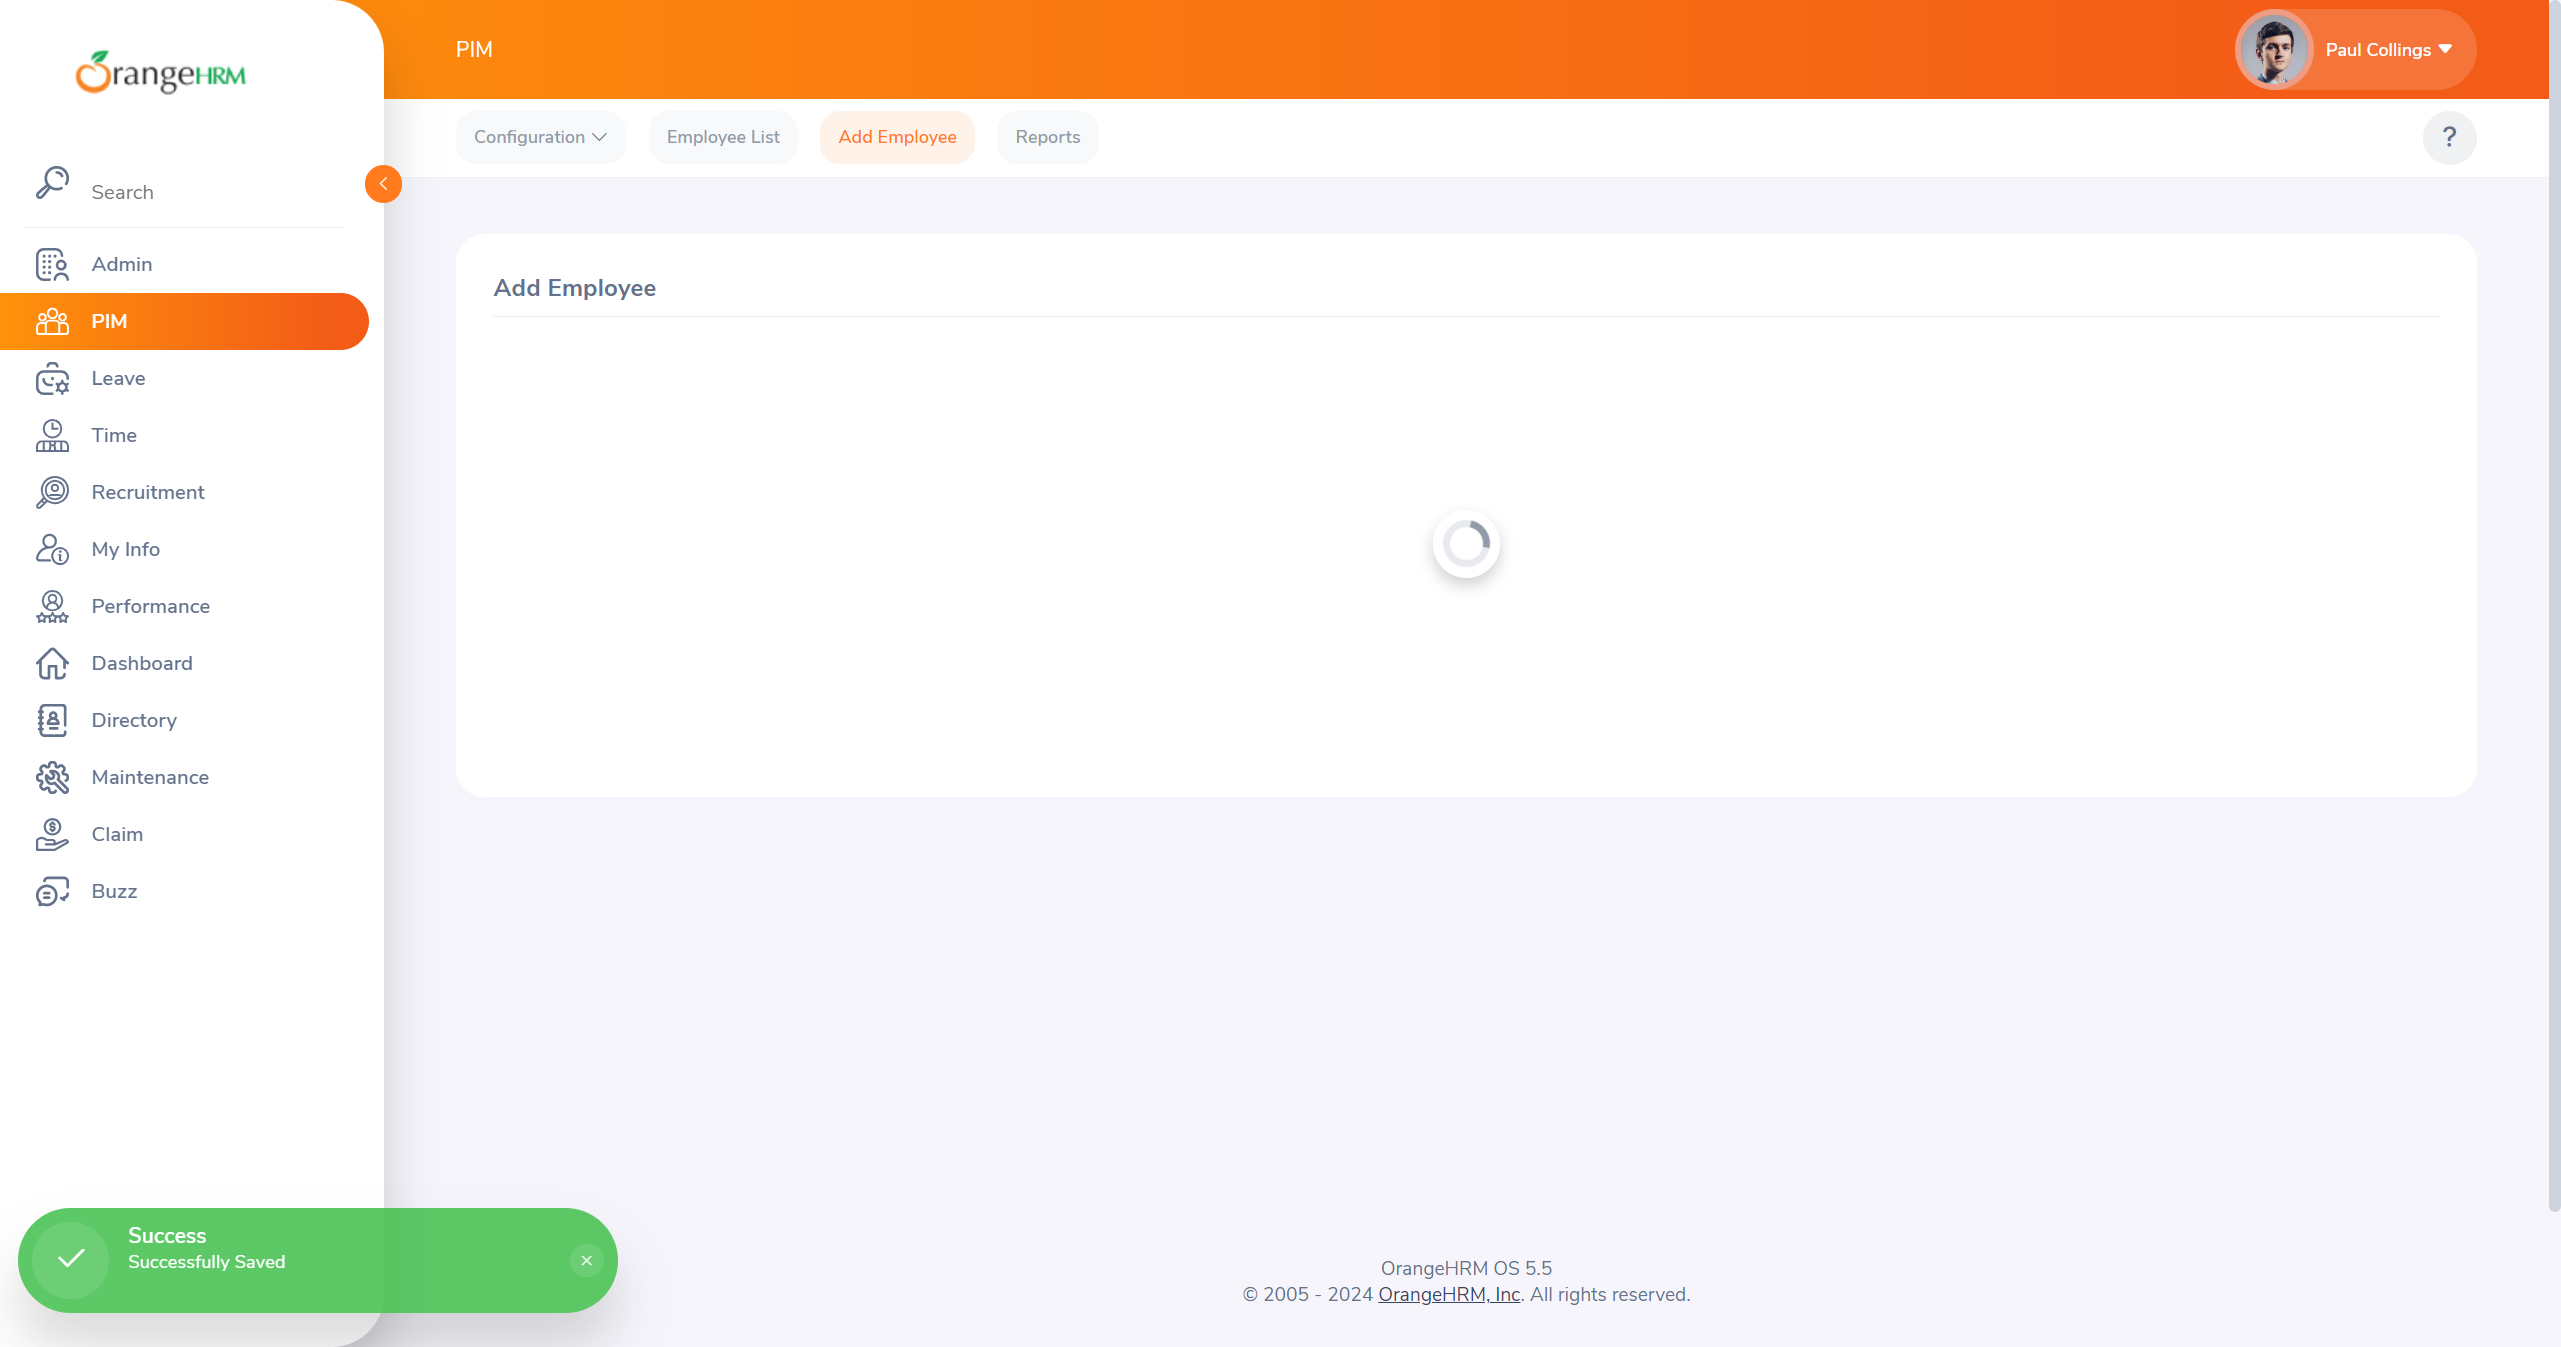 OrangeHRM
PIM
Paul Collings
Configuration
Employee List
Add Employee
Reports
?
Search
Admin
PIM
Leave
Time
Recruitment
My Info
Performance
Dashboard
Directory
Maintenance
Claim
Buzz
Add Employee
Success
Successfully Saved
OrangeHRM OS 5.5
© 2005 - 2024 OrangeHRM, Inc. All rights reserved.